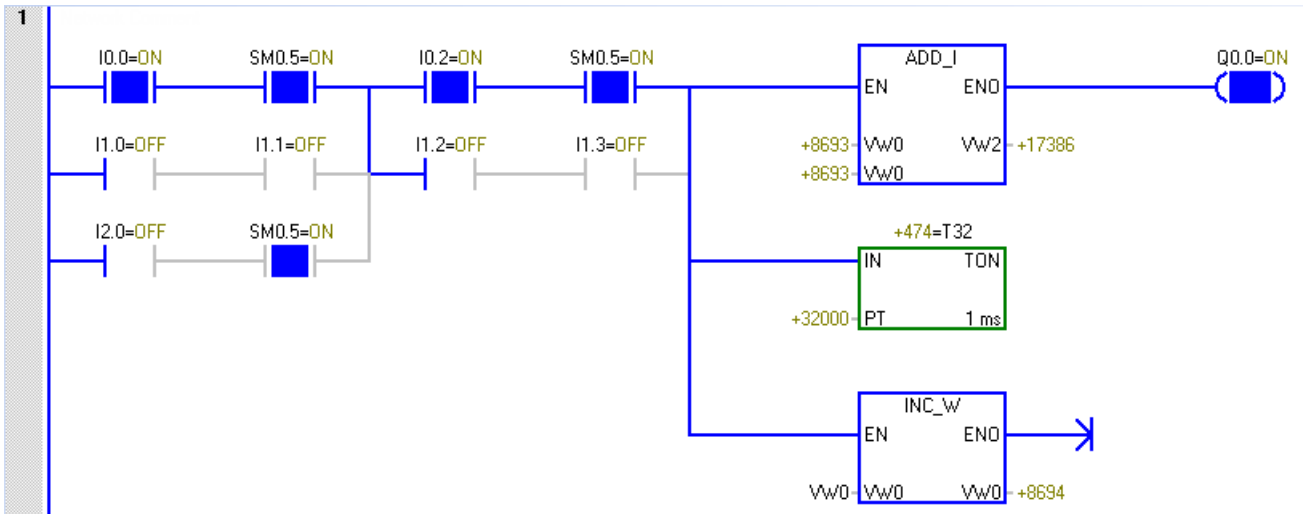 1
I0.0=ON SM0.5=ON I0.2=ON SM0.5=ON ADD_I Q0.0=ON
EN ENO
I1.0=OFF I1.1=OFF I1.2=OFF I1.3=OFF +8693 VW0 VW2 +17386
+8693 VW0
I2.0=OFF SM0.5=ON +474=T32
IN TON
+32000 PT 1 ms
INC_W
EN ENO
VW0 VW0 VW0 +8694